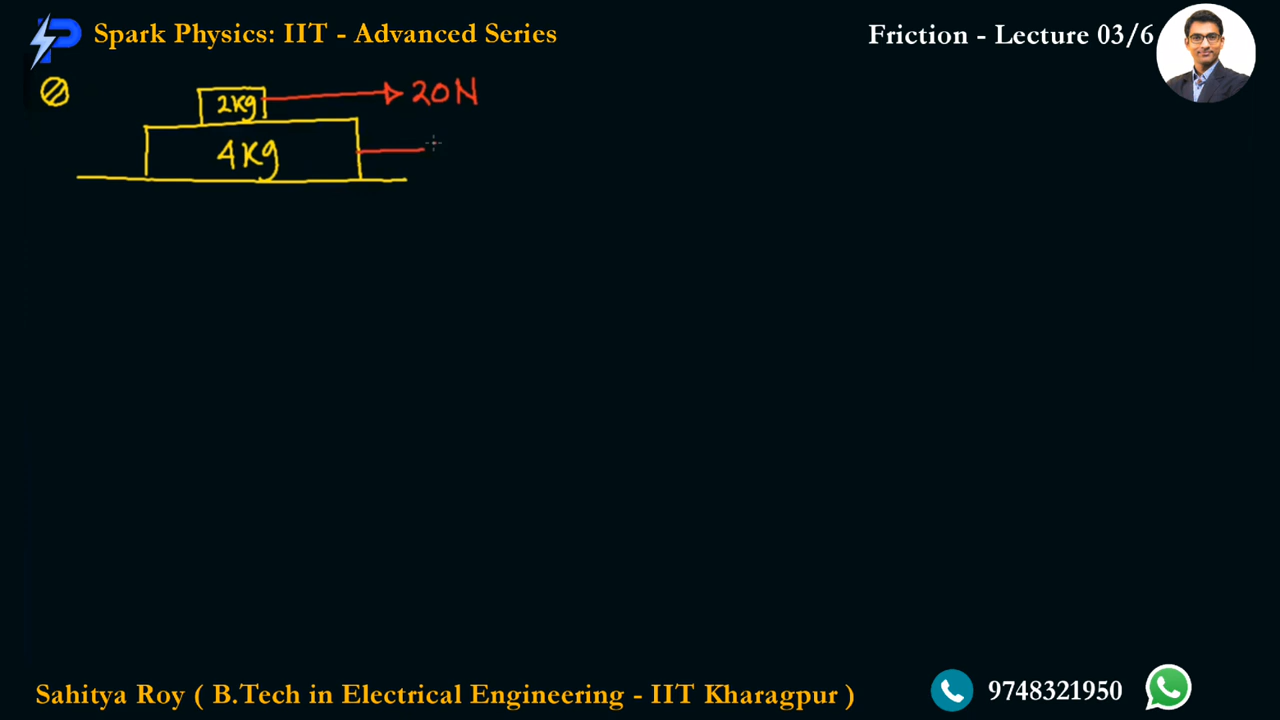 Spark Physics: IIT - Advanced Series
Friction - Lecture 03/6
2Kg
20N
4Kg
Sahitya Roy ( B.Tech in Electrical Engineering - IIT Kharagpur )
9748321950